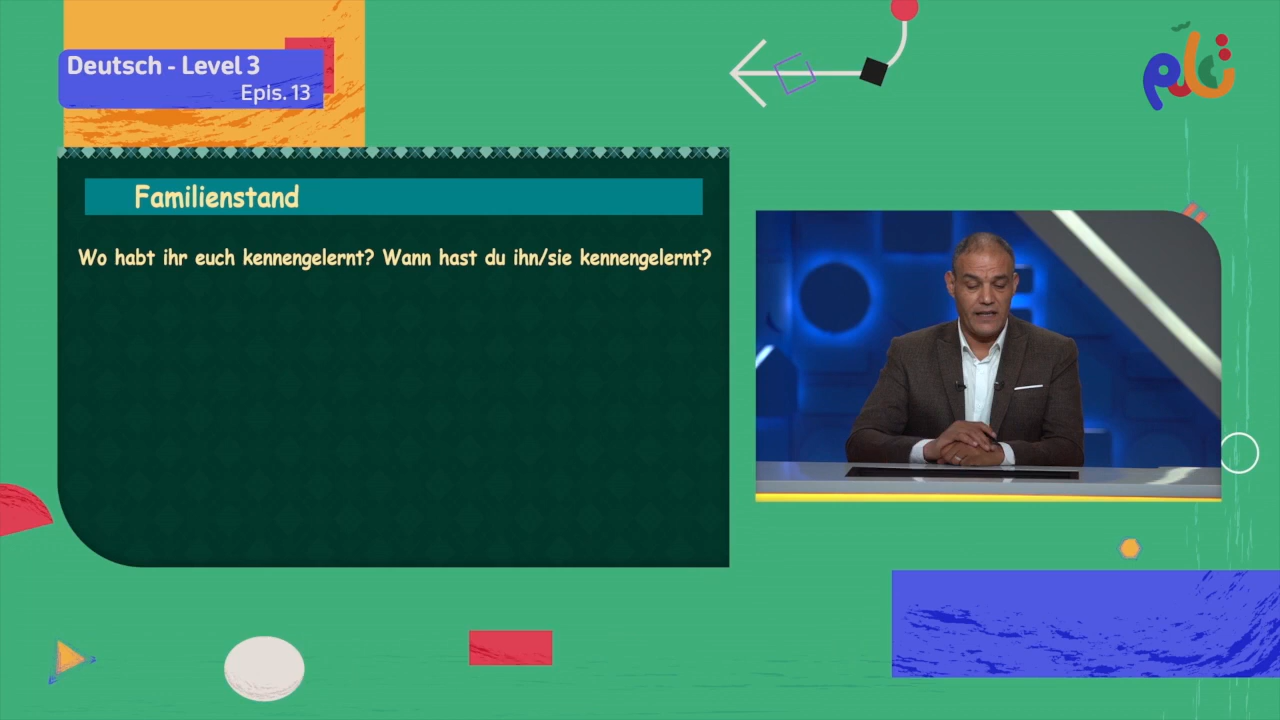 Deutsch - Level 3
Epis. 13
Familienstand
Wo habt ihr euch kennengelernt? Wann hast du ihn/sie kennengelernt?